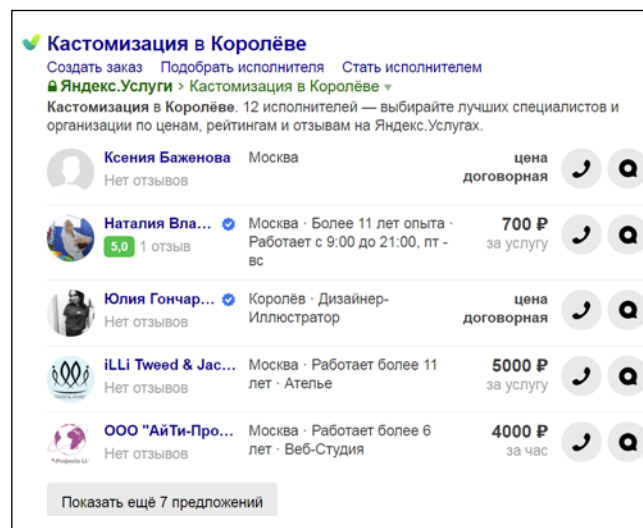 Кастомизация в Королёве
Создать заказ Подобрать исполнителя Стать исполнителем
Яндекс.Услуги › Кастомизация в Королёве
Кастомизация в Королёве. 12 исполнителей — выбирайте лучших специалистов и
организации по ценам, рейтингам и отзывам на Яндекс.Услугах.
Ксения Баженова Москва цена
Нет отзывов договорная
Наталия Вла... Москва · Более 11 лет опыта · 700 ₽
5,0 1 отзыв Работает с 9:00 до 21:00, пт - за услугу
вс
Юлия Гончар... Королёв · Дизайнер- цена
Нет отзывов Иллюстратор договорная
iLLi Tweed & Jac... Москва · Работает более 11 5000 ₽
Нет отзывов лет · Ателье за услугу
ООО "АйТи-Про... Москва · Работает более 6 4000 ₽
Нет отзывов лет · Веб-Студия за час
Показать ещё 7 предложений